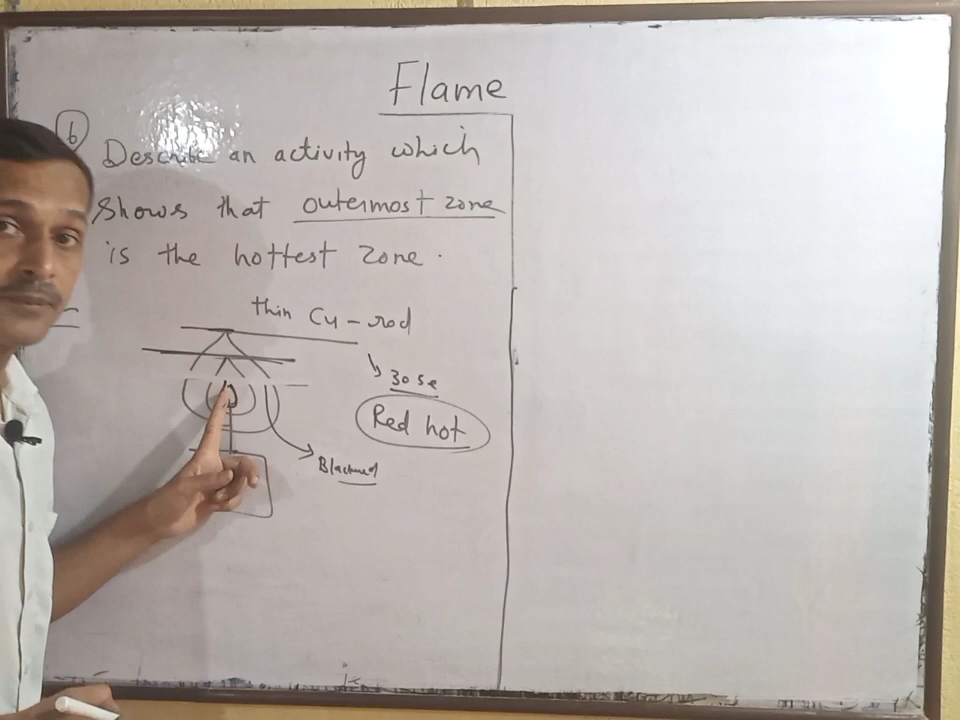 Flame
6
Describe an activity which
shows that outermost zone
is the hottest zone.
thin Cu-rod
30 se
Red hot